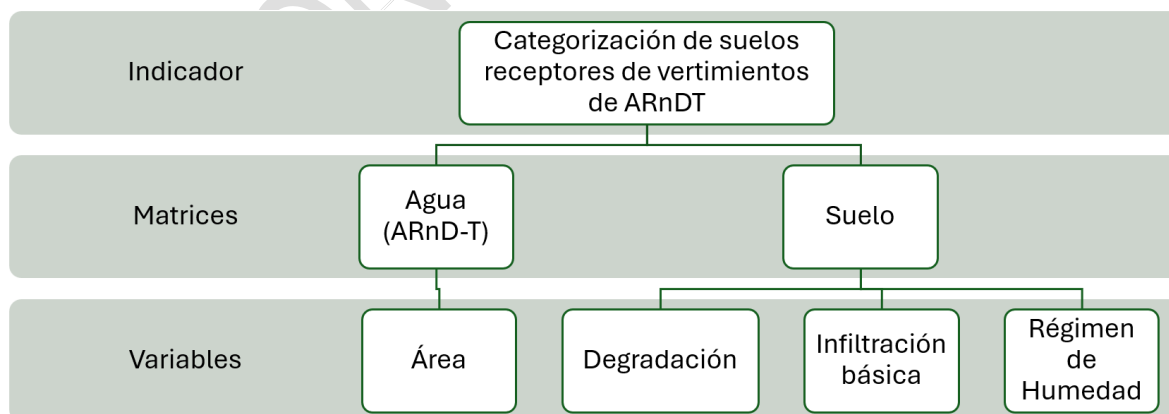 Indicador
Categorización de suelos
receptores de vertimientos
de ARnDT
Matrices
Agua
(ARnD-T)
Suelo
Variables
Área
Degradación
Infiltración
básica
Régimen
de
Humedad